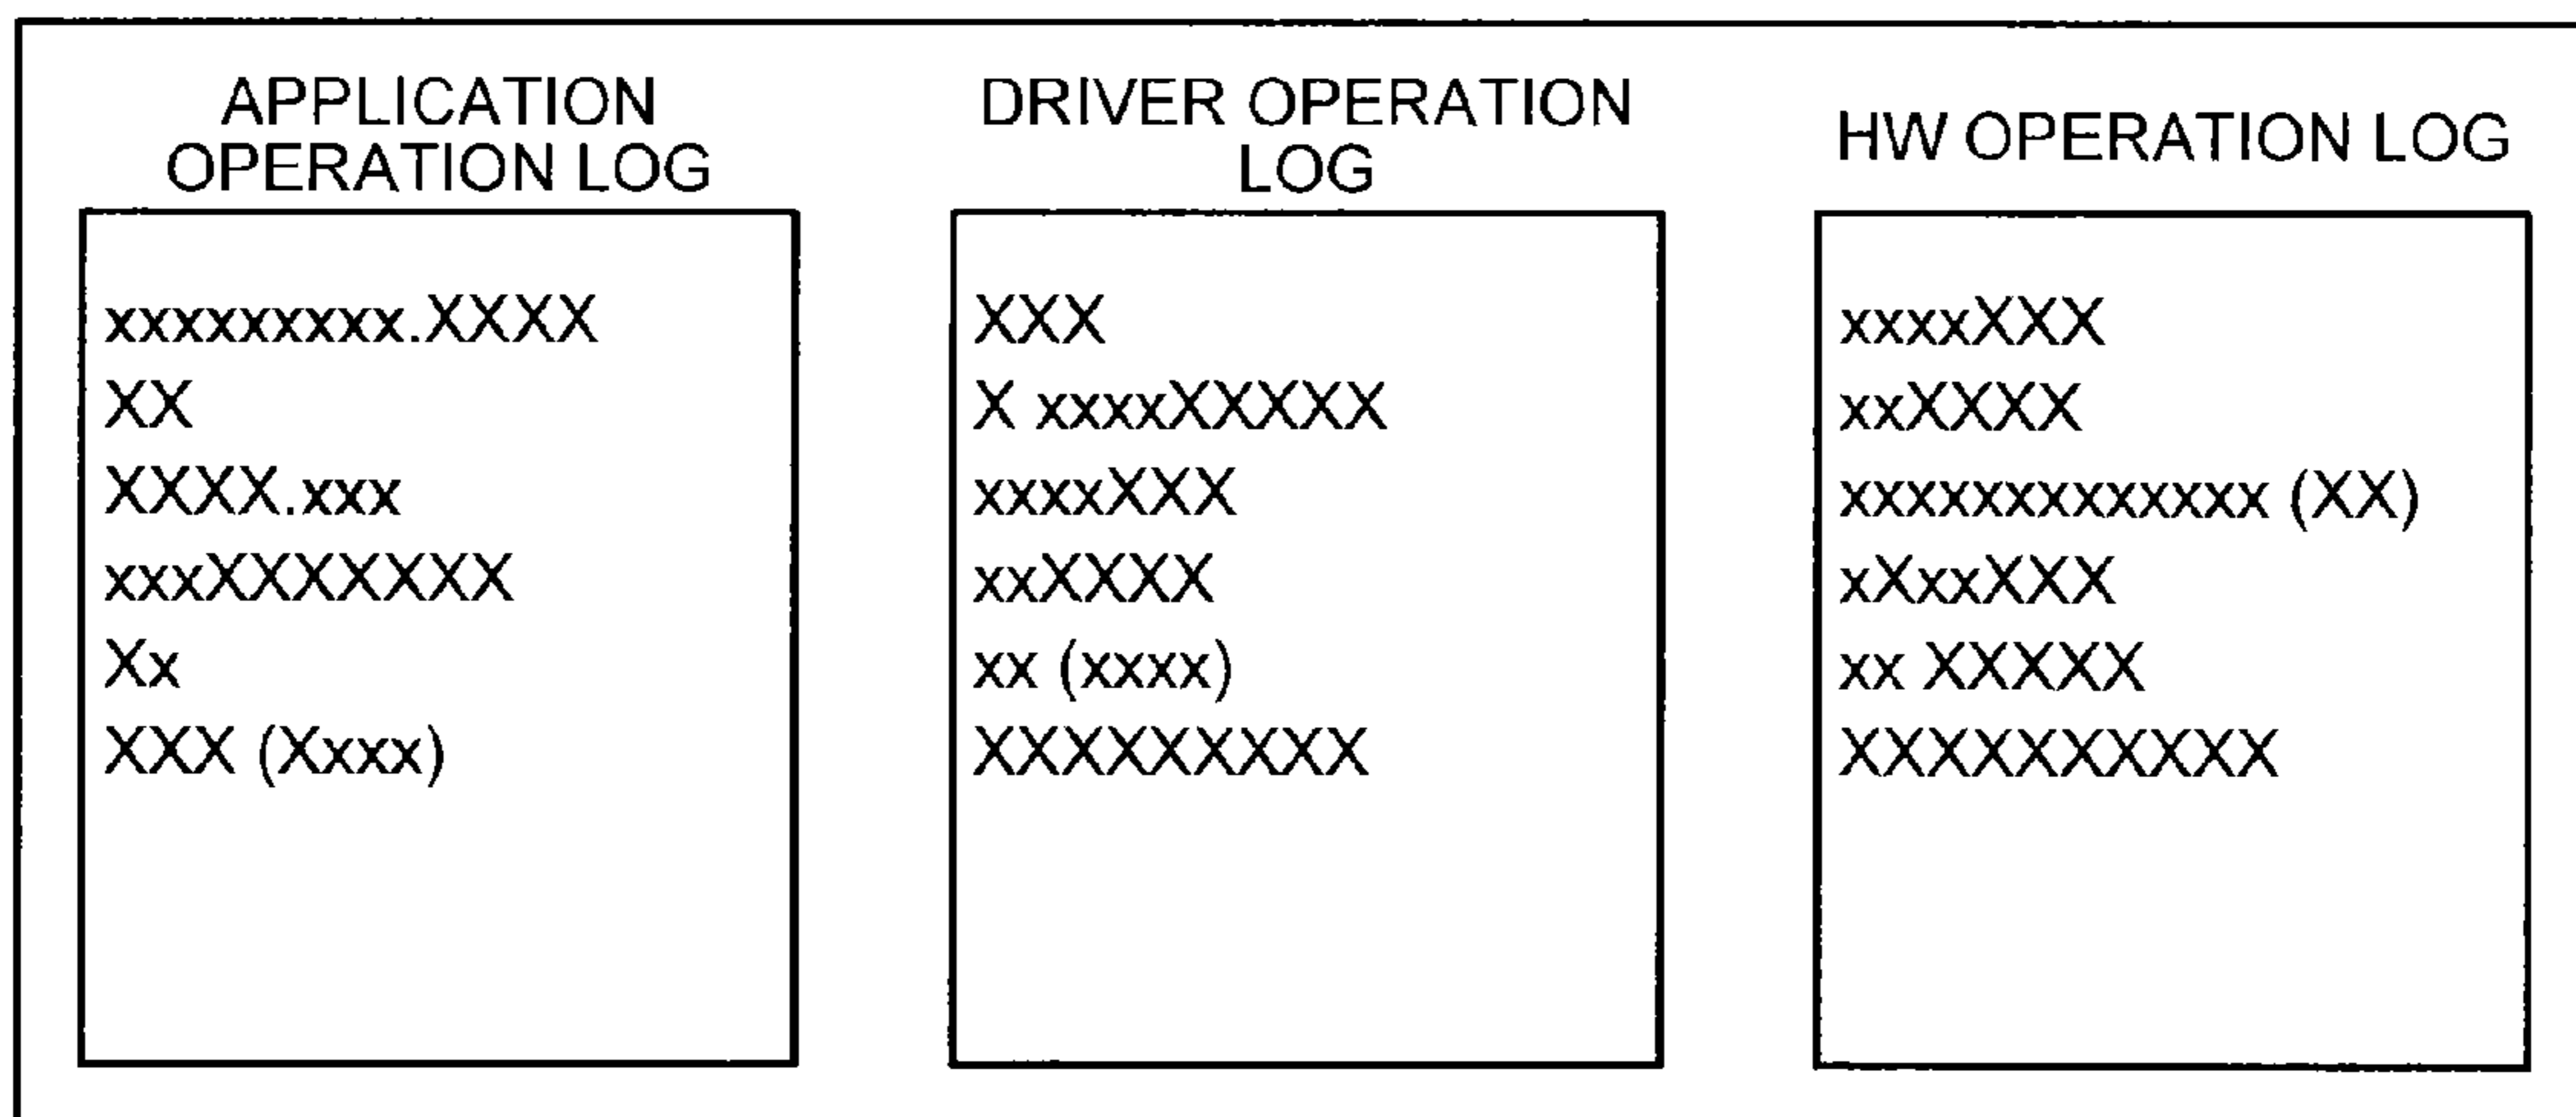 APPLICATION
OPERATION LOG
xxxxxxxxx.XXXX
XX
XXXX.xxx
xxxXXXXXXX
Xx
XXX (Xxxx)
DRIVER OPERATION
LOG
XXX
X xxxxXXXXX
xxxxXXX
xxXXXX
xx (xxxx)
XXXXXXXXX
HW OPERATION LOG
xxxxXXX
xxXXXX
xxxxxxxxxxxxx (XX)
xXxxXXX
xx XXXXX
XXXXXXXXXX